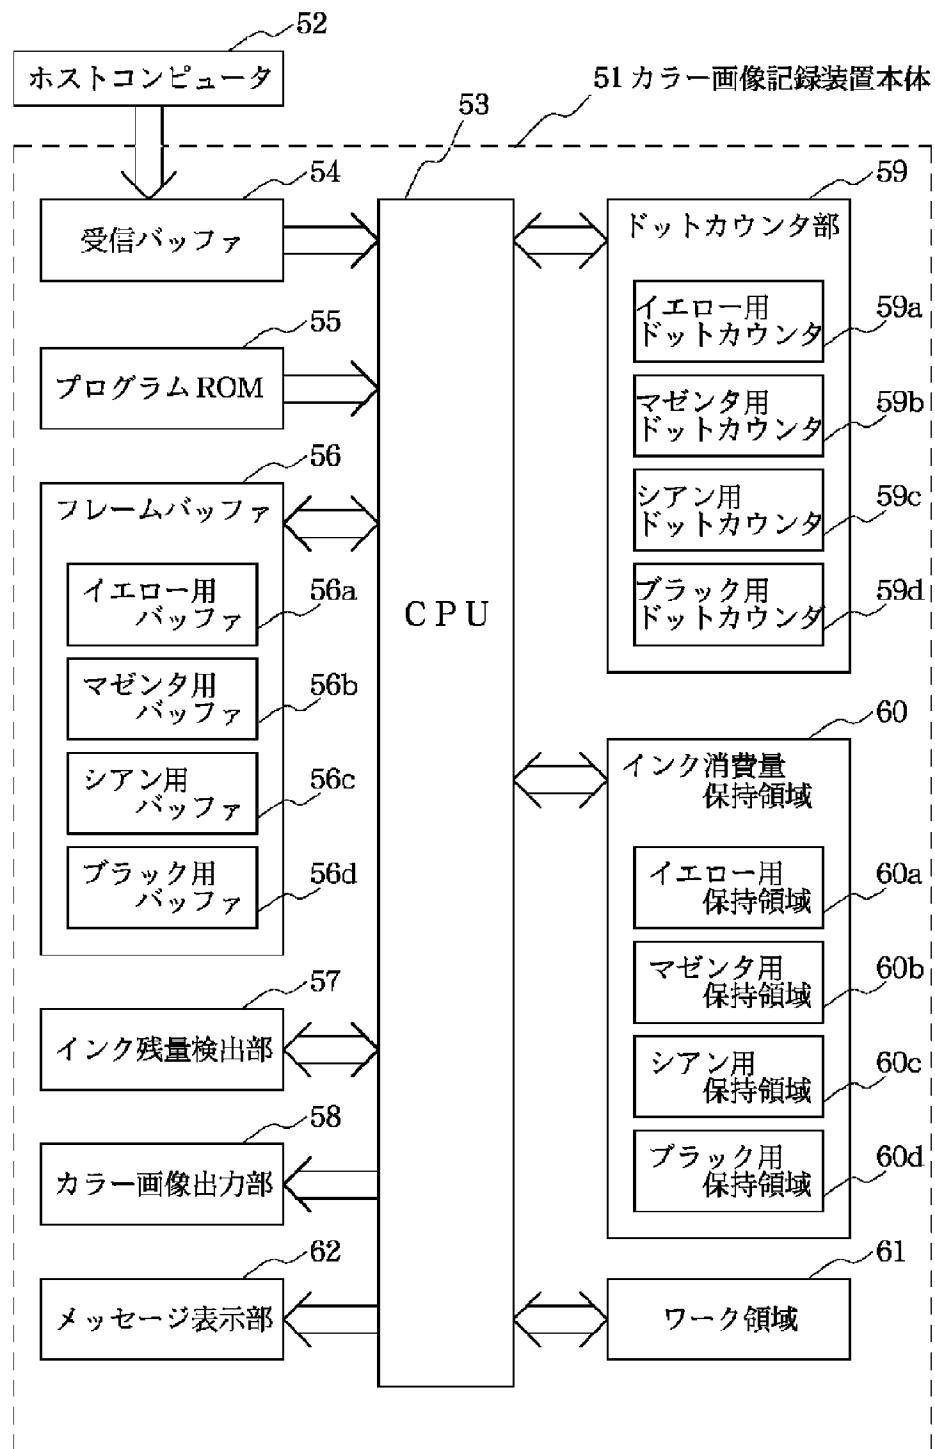 52
ホストコンピュータ
51カラー画像記録装置本体
53
54
受信バッファ
55
プログラムROM
56
フレームバッファ
イエロー用
バッファ
56a
マゼンタ用
バッファ
56b
シアン用
バッファ
56c
ブラック用
バッファ
56d
57
インク残量検出部
58
カラー画像出力部
62
メッセージ表示部
CPU
59
ドットカウンタ部
イエロー用
ドットカウンタ
59a
マゼンタ用
ドットカウンタ
59b
シアン用
ドットカウンタ
59c
ブラック用
ドットカウンタ
59d
60
インク消費量
保持領域
イエロー用
保持領域
60a
マゼンタ用
保持領域
60b
シアン用
保持領域
60c
ブラック用
保持領域
60d
61
ワーク領域